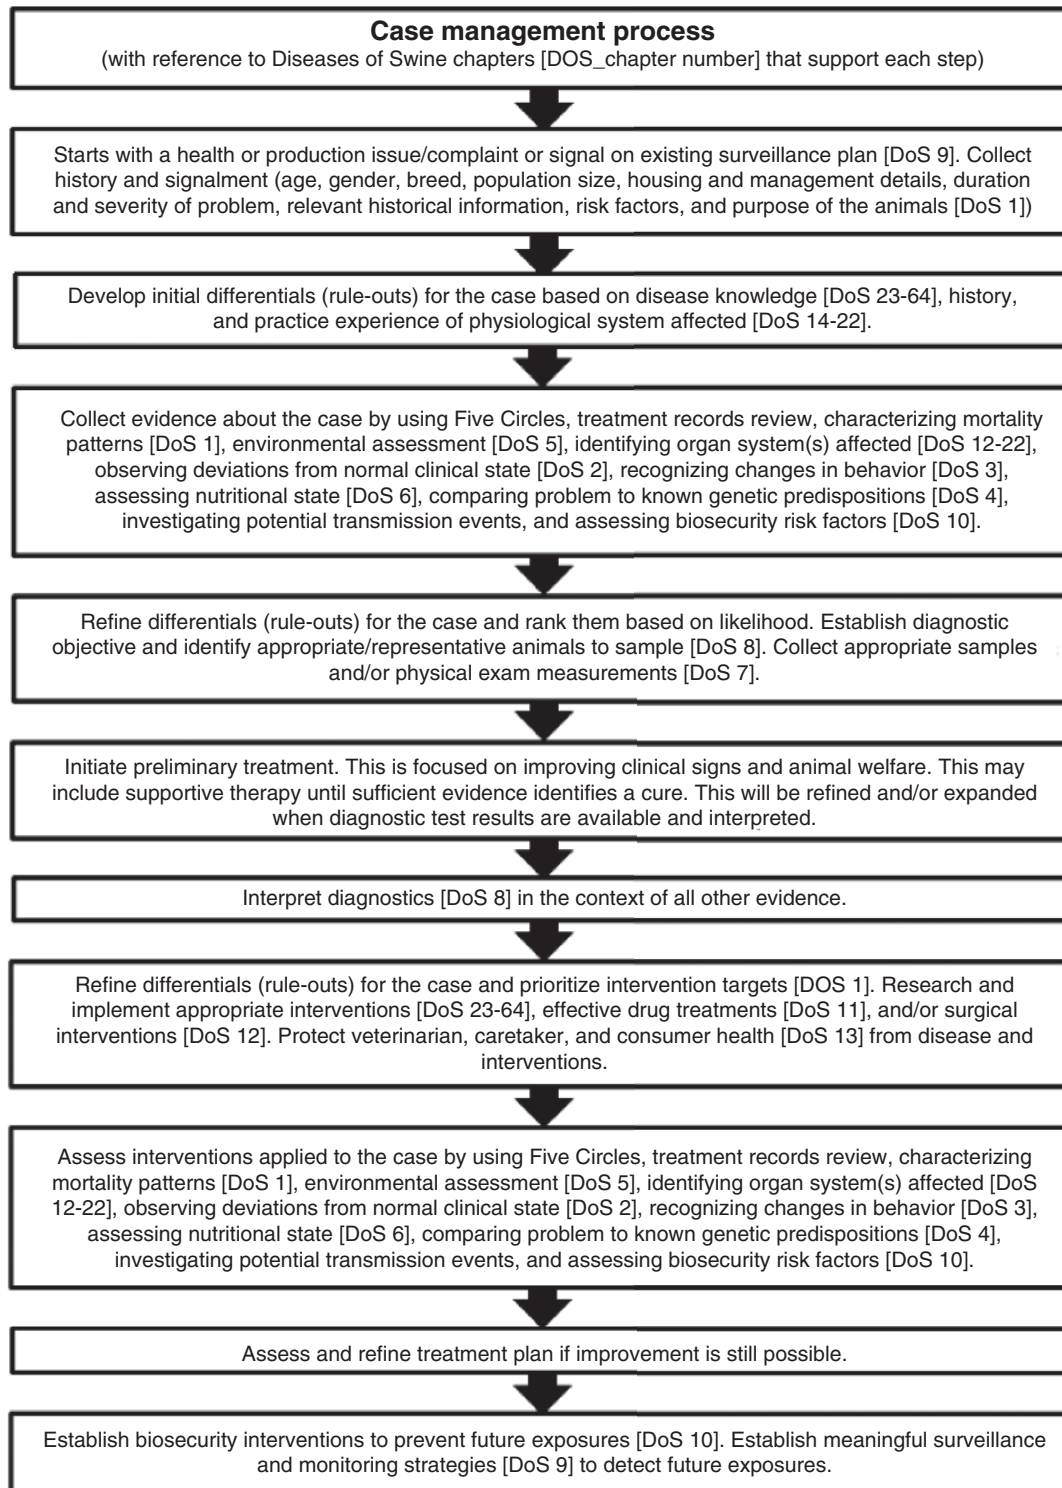 Case management process
(with reference to Diseases of Swine chapters [DOS_chapter number] that support each step)
Starts with a health or production issue/complaint or signal on existing surveillance plan [DoS 9]. Collect
history and signalment (age, gender, breed, population size, housing and management details, duration
and severity of problem, relevant historical information, risk factors, and purpose of the animals [DoS 1])
Develop initial differentials (rule-outs) for the case based on disease knowledge [DoS 23-64], history,
and practice experience of physiological system affected [DoS 14-22].
Collect evidence about the case by using Five Circles, treatment records review, characterizing mortality
patterns [DoS 1], environmental assessment [DoS 5], identifying organ system(s) affected [DoS 12-22],
observing deviations from normal clinical state [DoS 2], recognizing changes in behavior [DoS 3],
assessing nutritional state [DoS 6], comparing problem to known genetic predispositions [DoS 4],
investigating potential transmission events, and assessing biosecurity risk factors [DoS 10].
Refine differentials (rule-outs) for the case and rank them based on likelihood. Establish diagnostic
objective and identify appropriate/representative animals to sample [DoS 8]. Collect appropriate samples
and/or physical exam measurements [DoS 7].
Initiate preliminary treatment. This is focused on improving clinical signs and animal welfare. This may
include supportive therapy until sufficient evidence identifies a cure. This will be refined and/or expanded
when diagnostic test results are available and interpreted.
Interpret diagnostics [DoS 8] in the context of all other evidence.
Refine differentials (rule-outs) for the case and prioritize intervention targets [DOS 1]. Research and
implement appropriate interventions [DoS 23-64], effective drug treatments [DoS 11], and/or surgical
interventions [DoS 12]. Protect veterinarian, caretaker, and consumer health [DoS 13] from disease and
interventions.
Assess interventions applied to the case by using Five Circles, treatment records review, characterizing
mortality patterns [DoS 1], environmental assessment [DoS 5], identifying organ system(s) affected [DoS
12-22], observing deviations from normal clinical state [DoS 2], recognizing changes in behavior [DoS 3],
assessing nutritional state [DoS 6], comparing problem to known genetic predispositions [DoS 4],
investigating potential transmission events, and assessing biosecurity risk factors [DoS 10].
Assess and refine treatment plan if improvement is still possible.
Establish biosecurity interventions to prevent future exposures [DoS 10]. Establish meaningful surveillance
and monitoring strategies [DoS 9] to detect future exposures.